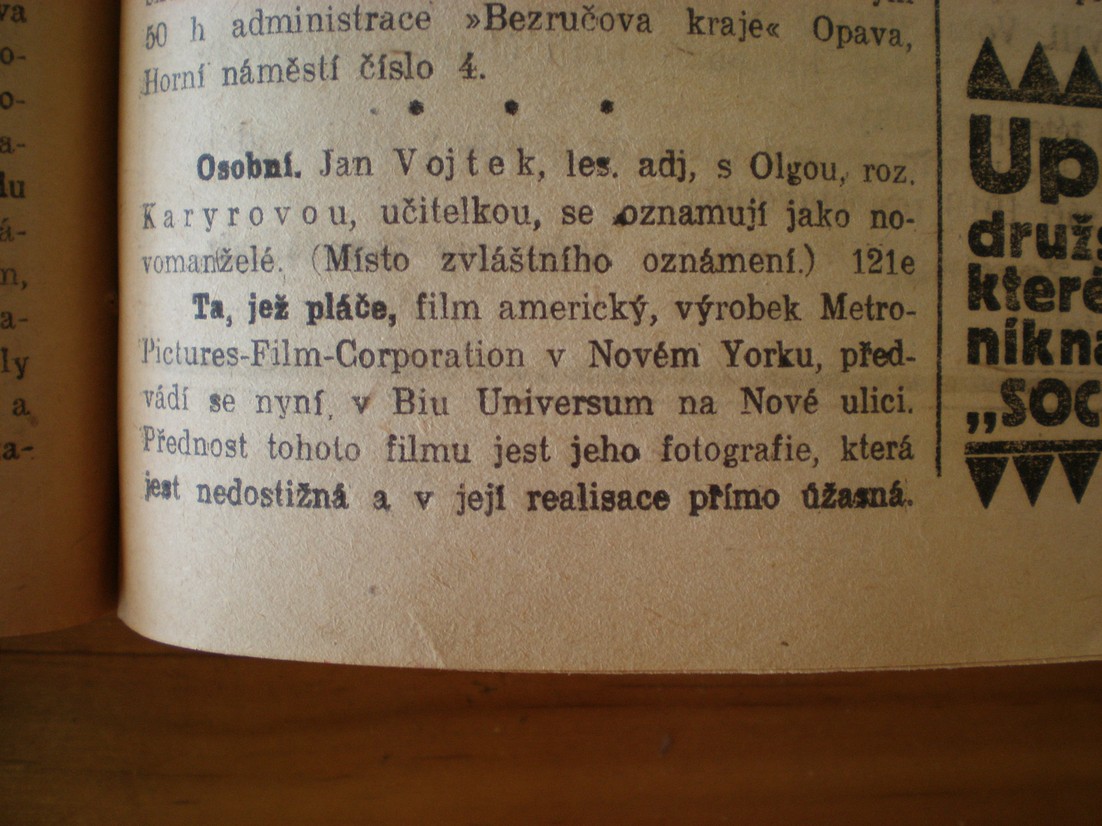 50 h administrace »Bezručova kraje« Opava,
Horní náměstí číslo 4.
Osobní. Jan Vojtek, les. adj, s Olgou, roz.
Karyrovou, učitelkou, se oznamují jako no-
vomanželé. (Místo zvláštního oznámení.) 121e
Ta, jež pláče, film americký, výrobek Metro-
Pictures-Film-Corporation v Novém Yorku, před-
vádí se nyní v Biu Universum na Nové ulici.
Přednost tohoto filmu jest jeho fotografie, která
jest nedostižná a v její realisace přímo úžasná.
Up
druž
které
nikna
„SOC